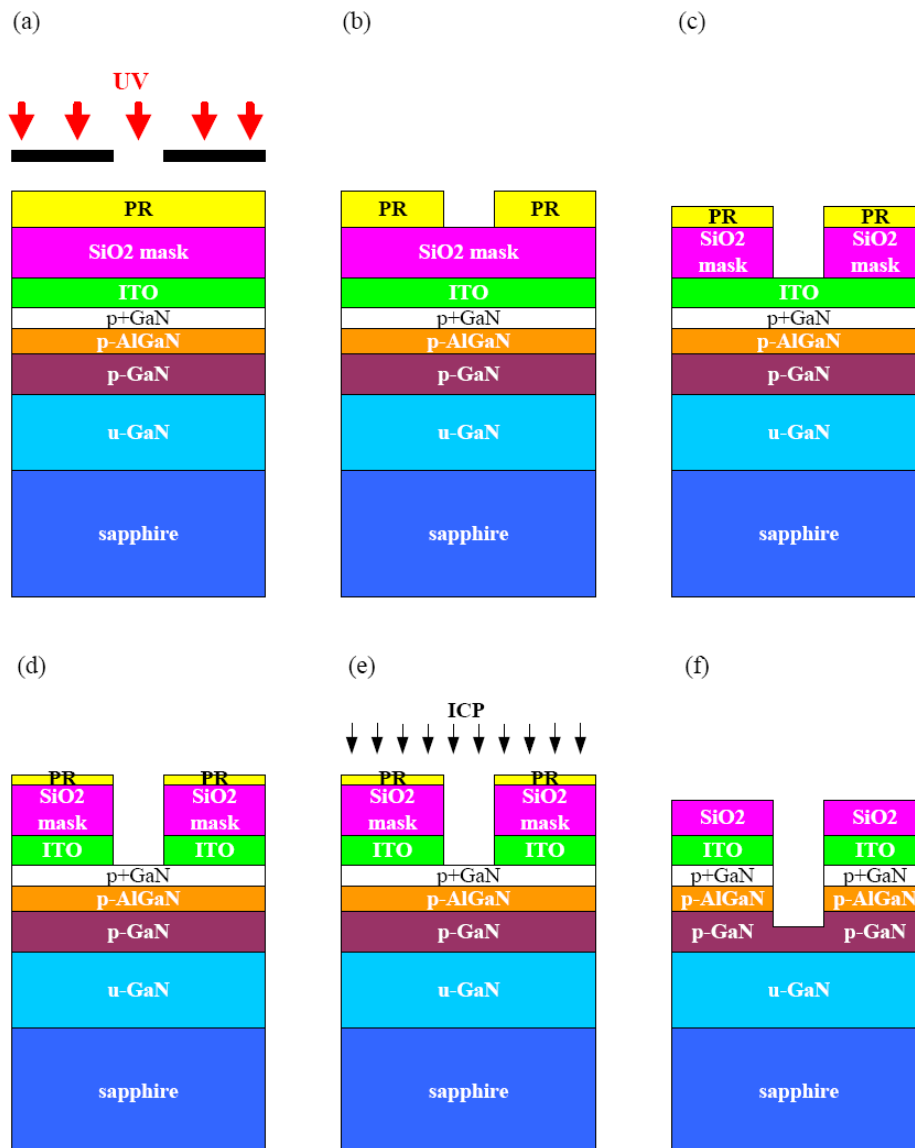 (a)
UV
PR
SiO2 mask
ITO
p+GaN
p-AlGaN
p-GaN
u-GaN
sapphire
(b)
PR PR
SiO2 mask
ITO
p+GaN
p-AlGaN
p-GaN
u-GaN
sapphire
(c)
PR PR
SiO2 SiO2
mask mask
ITO
p+GaN
p-AlGaN
p-GaN
u-GaN
sapphire
(d)
PR PR
SiO2 SiO2
mask mask
ITO ITO
p+GaN
p-AlGaN
p-GaN
u-GaN
sapphire
(e)
ICP
PR PR
SiO2 SiO2
mask mask
ITO ITO
p+GaN
p-AlGaN
p-GaN
u-GaN
sapphire
(f)
SiO2 SiO2
ITO ITO
p+GaN p+GaN
p-AlGaN p-AlGaN
p-GaN p-GaN
u-GaN
sapphire